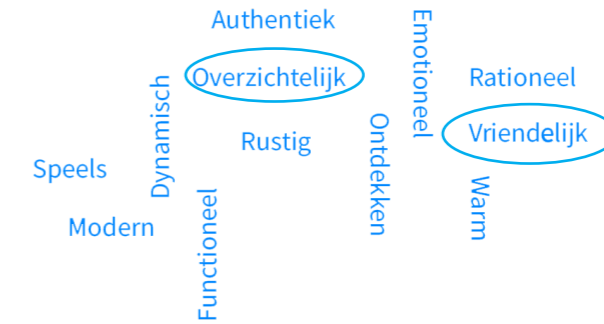 Authentiek
Emotioneel
Overzichtelijk
Rationeel
Dynamisch
Rustig
Ontdekken
Vriendelijk
Speels
Warm
Modern
Functioneel